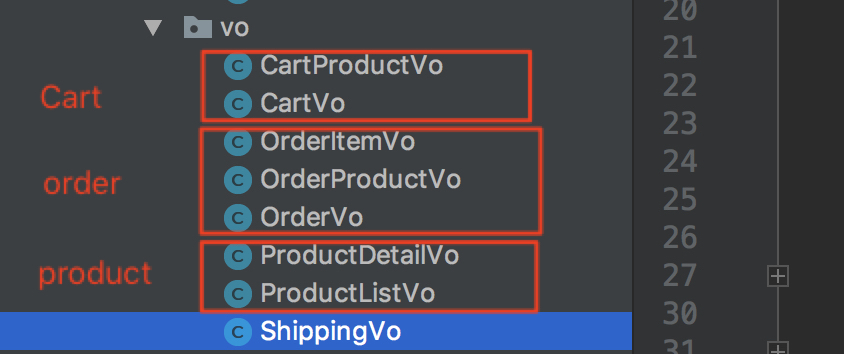 vo
CartProductVo
CartVo
Cart
OrderItemVo
OrderProductVo
OrderVo
order
ProductDetailVo
ProductListVo
product
ShippingVo
20
21
22
23
24
25
26
27
30
31